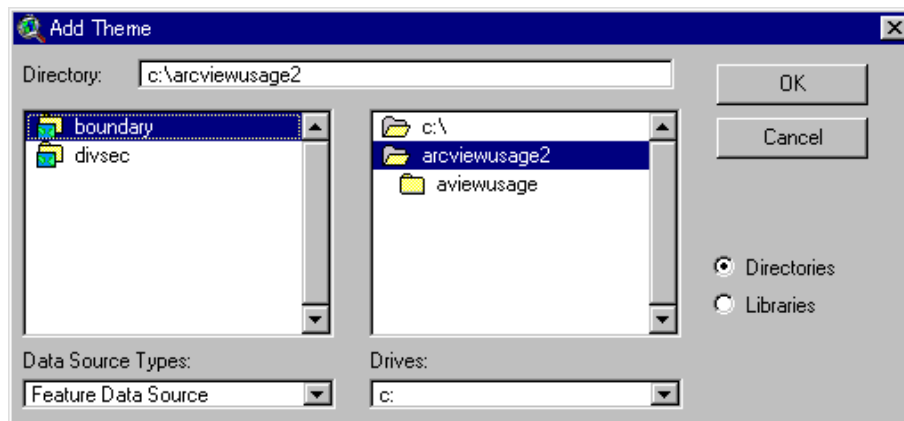 Add Theme
Directory: c:\arcviewusage2
OK
Cancel
boundary
divsec
c:\
arcviewusage2
aviewusage
Directories
Libraries
Data Source Types:
Feature Data Source
Drives:
c: